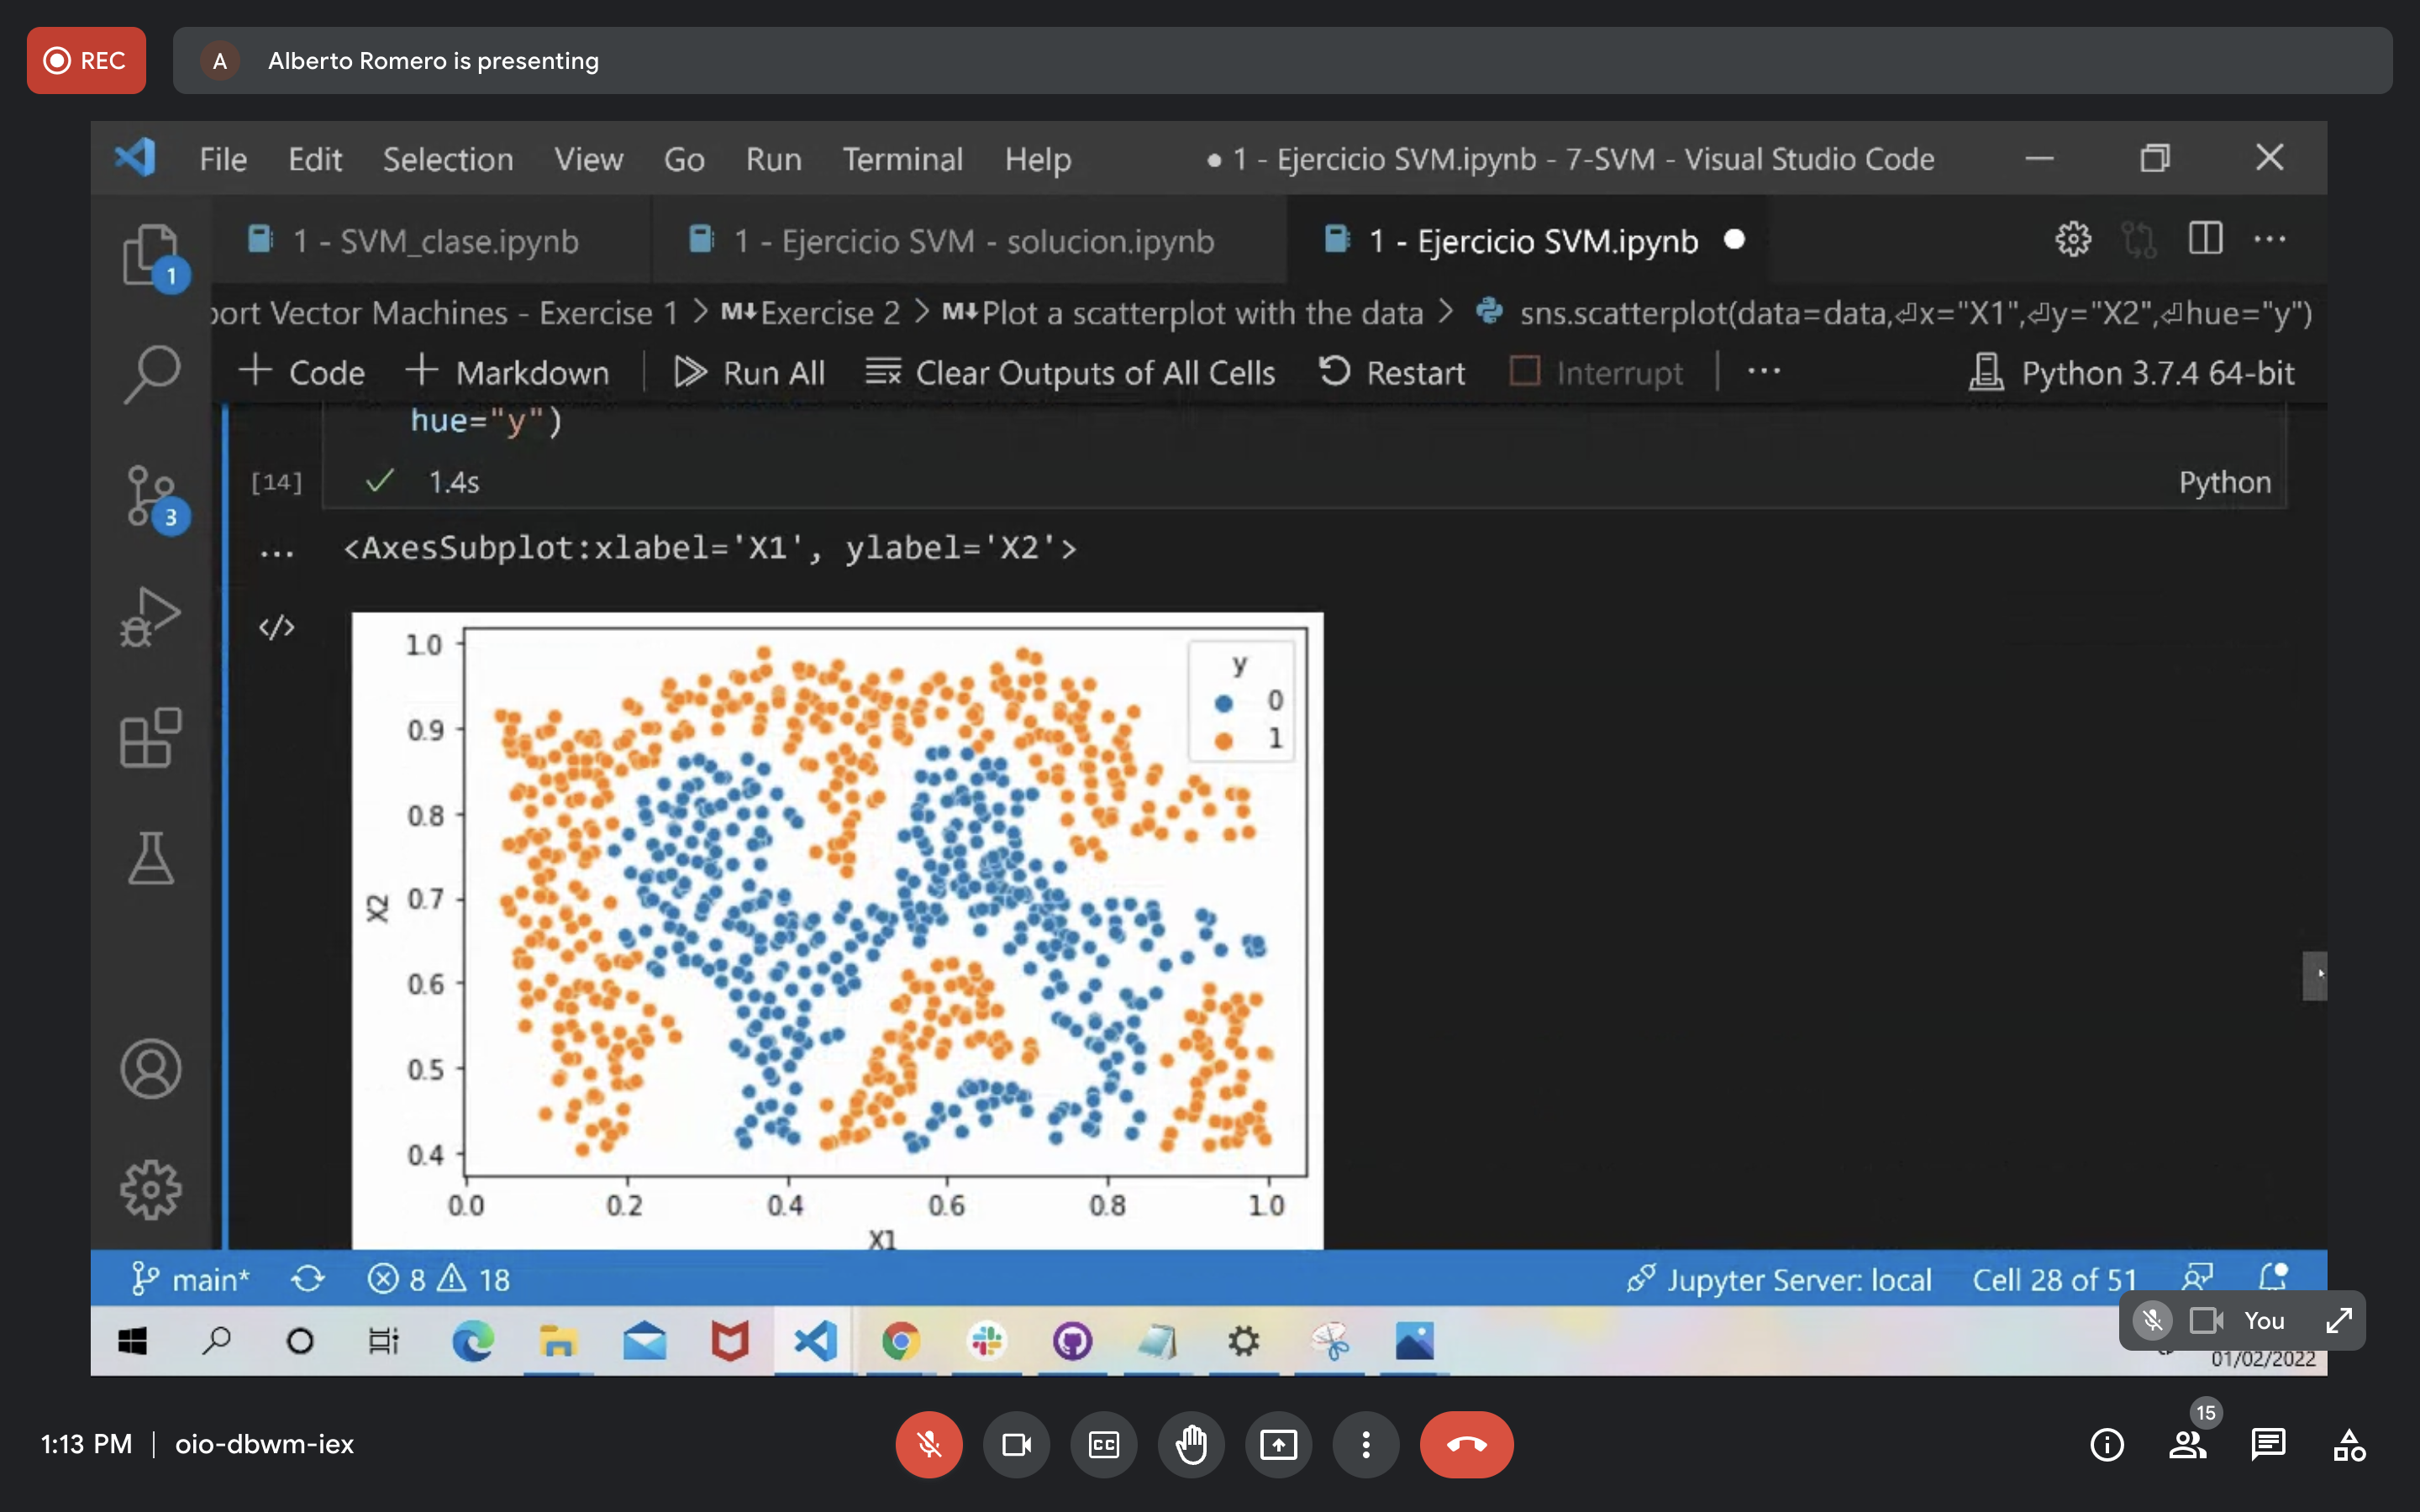 REC
A
Alberto Romero is presenting
File Edit Selection View Go Run Terminal Help ● 1 - Ejercicio SVM.ipynb - 7-SVM - Visual Studio Code
1 - SVM_clase.ipynb 1 - Ejercicio SVM - solucion.ipynb 1 - Ejercicio SVM.ipynb ●
1
port Vector Machines - Exercise 1 > M↓Exercise 2 > M↓Plot a scatterplot with the data > sns.scatterplot(data=data,⏎x="X1",⏎y="X2",⏎hue="y")
+ Code + Markdown Run All Clear Outputs of All Cells Restart Interrupt ··· Python 3.7.4 64-bit
hue="y")
[14] ✓ 1.4s Python
3
... <AxesSubplot:xlabel='X1', ylabel='X2'>
</>
y
0
1
1.0
0.9
0.8
0.7
0.6
0.5
0.4
X2
0.0 0.2 0.4 0.6 0.8 1.0
X1
main* 8 18 Jupyter Server: local Cell 28 of 51
You
01/02/2022
1:13 PM | oio-dbwm-iex
CC
15